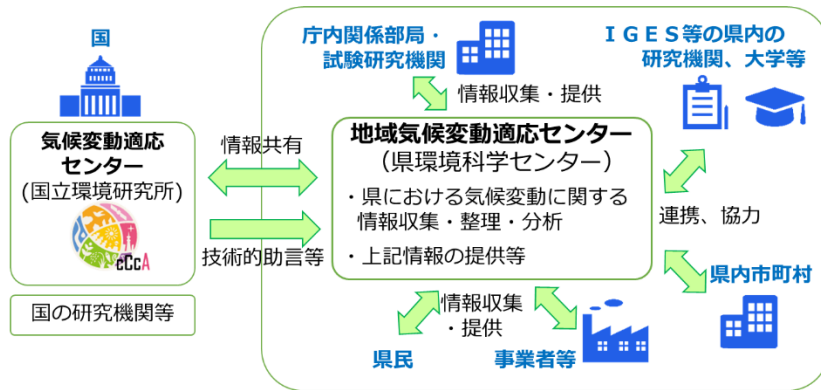 国
気候変動適応
センター
(国立環境研究所)
CCCA
国の研究機関等
情報共有
技術的助言等
庁内関係部局・
試験研究機関
情報収集・提供
ＩＧＥＳ等の県内の
研究機関、大学等
地域気候変動適応センター
（県環境科学センター）
・県における気候変動に関する
情報収集・整理・分析
・上記情報の提供等
連携、協力
県内市町村
情報収集
・提供
県民
事業者等